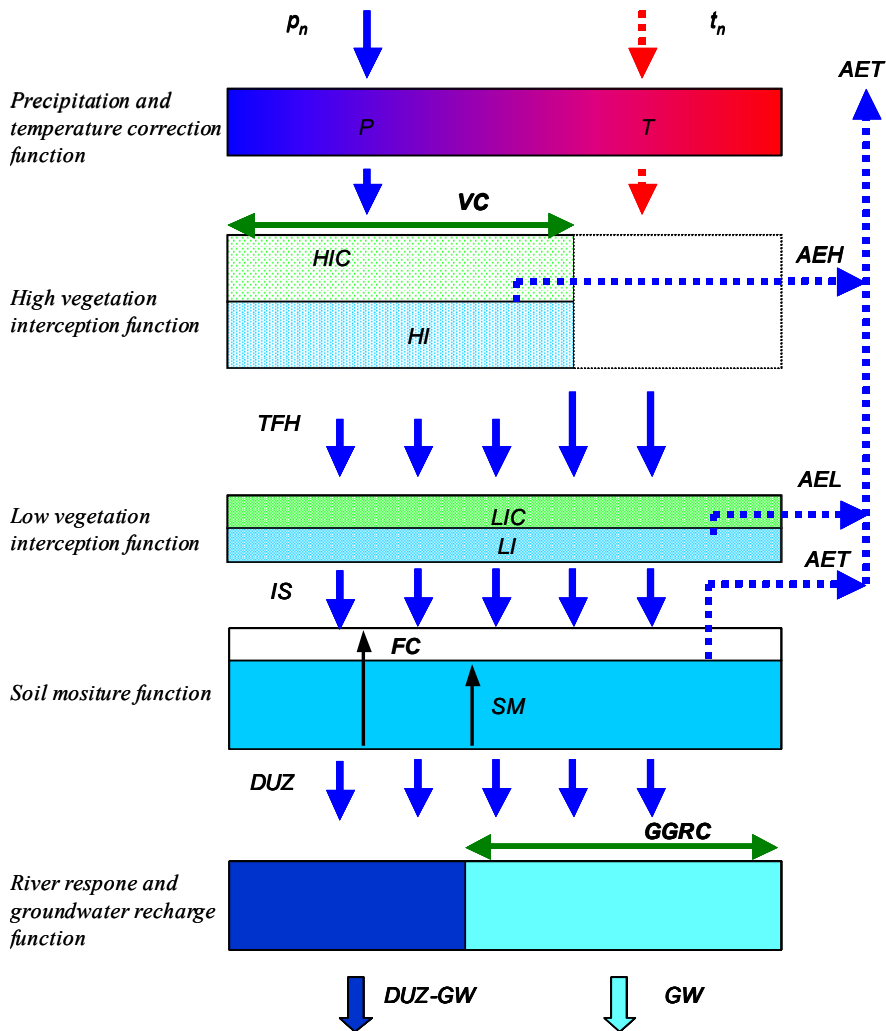 pn
tn
AET
Precipitation and
temperature correction
function
P
T
VC
HIC
AEH
High vegetation
interception function
HI
TFH
AEL
Low vegetation
interception function
LIC
LI
AET
IS
FC
Soil mositure function
SM
DUZ
GGRC
River respone and
groundwater recharge
function
DUZ-GW
GW